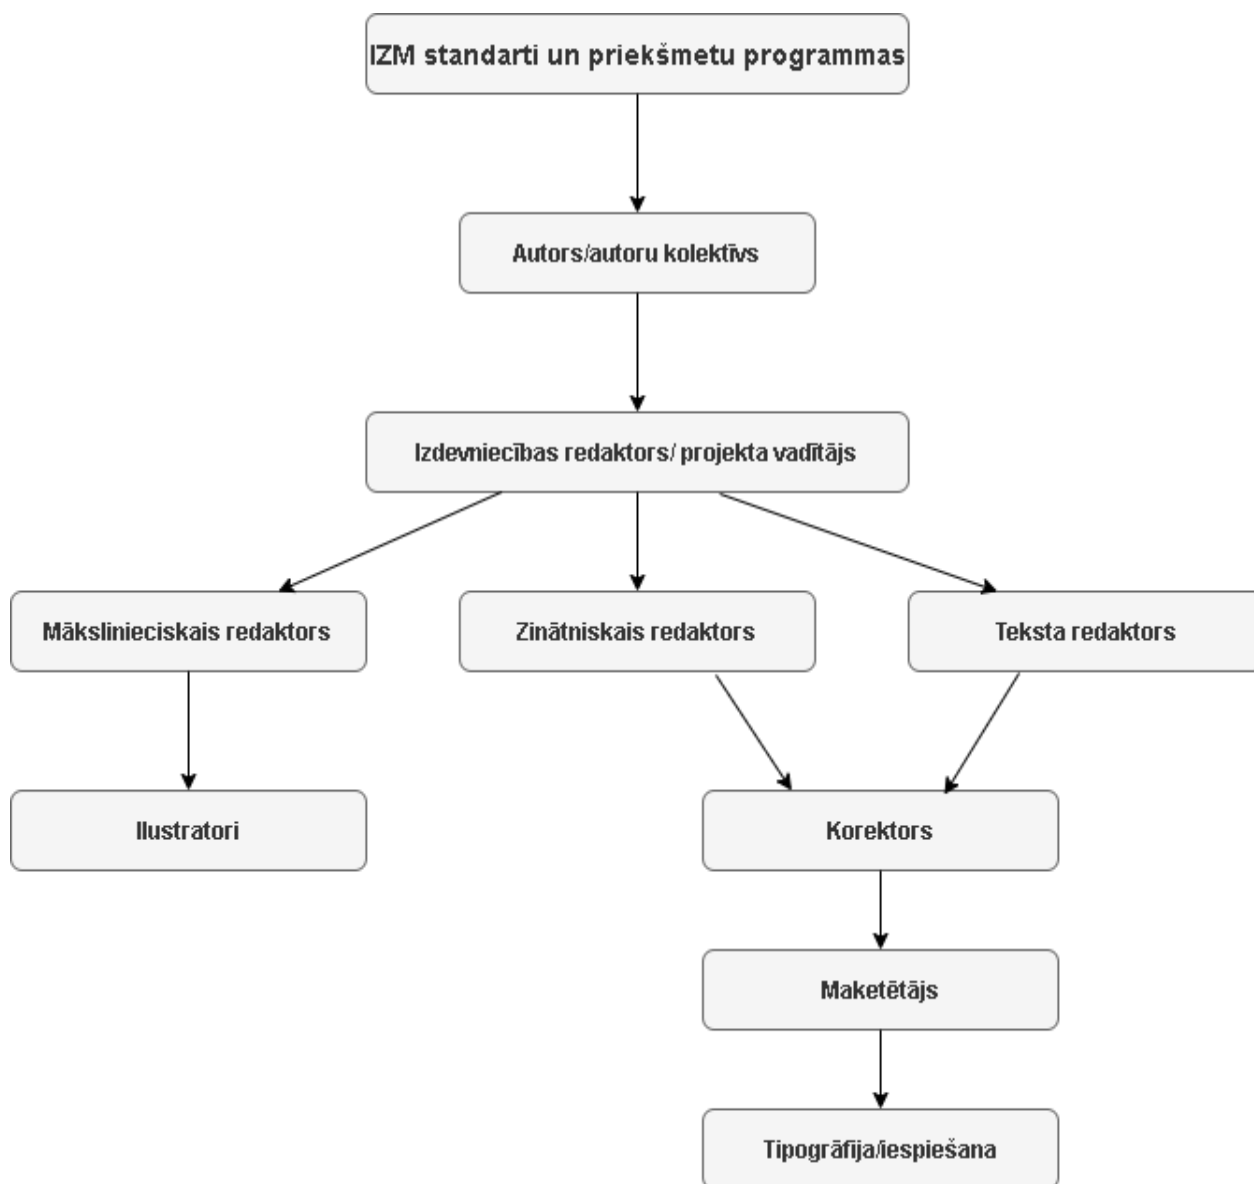 IZM standarti un priekšmetu programmas
Autors/autoru kolektīvs
Izdevniecības redaktors/ projekta vadītājs
Mākslinieciskais redaktors
Zinātniskais redaktors
Teksta redaktors
Ilustratori
Korektors
Maketētājs
Tipogrāfija/iespiešana